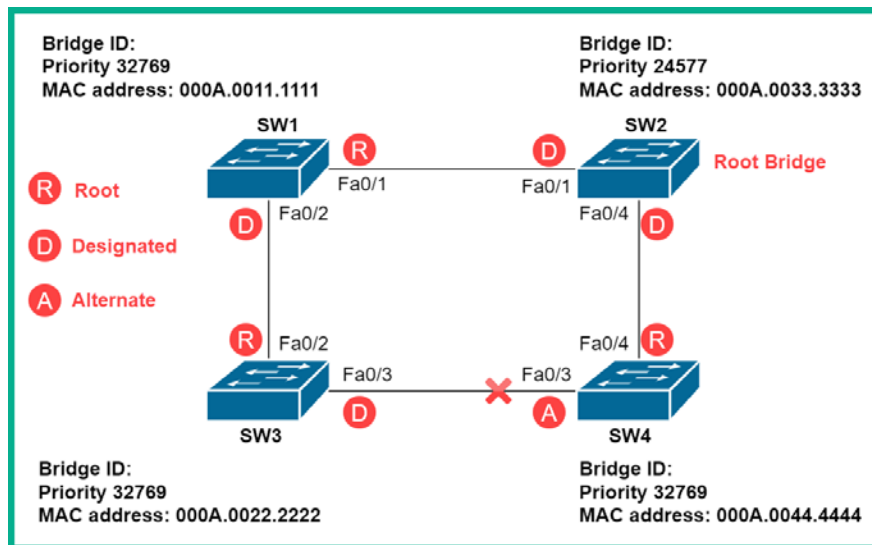 Bridge ID:
Priority 32769
MAC address: 000A.0011.1111
Bridge ID:
Priority 24577
MAC address: 000A.0033.3333
SW1
SW2
R
D
Root Bridge
Fa0/1
Fa0/1
R Root
D
Fa0/2
Fa0/4
D
D Designated
A Alternate
R
Fa0/2
Fa0/4
R
Fa0/3
Fa0/3
D
A
SW3
SW4
Bridge ID:
Priority 32769
MAC address: 000A.0022.2222
Bridge ID:
Priority 32769
MAC address: 000A.0044.4444